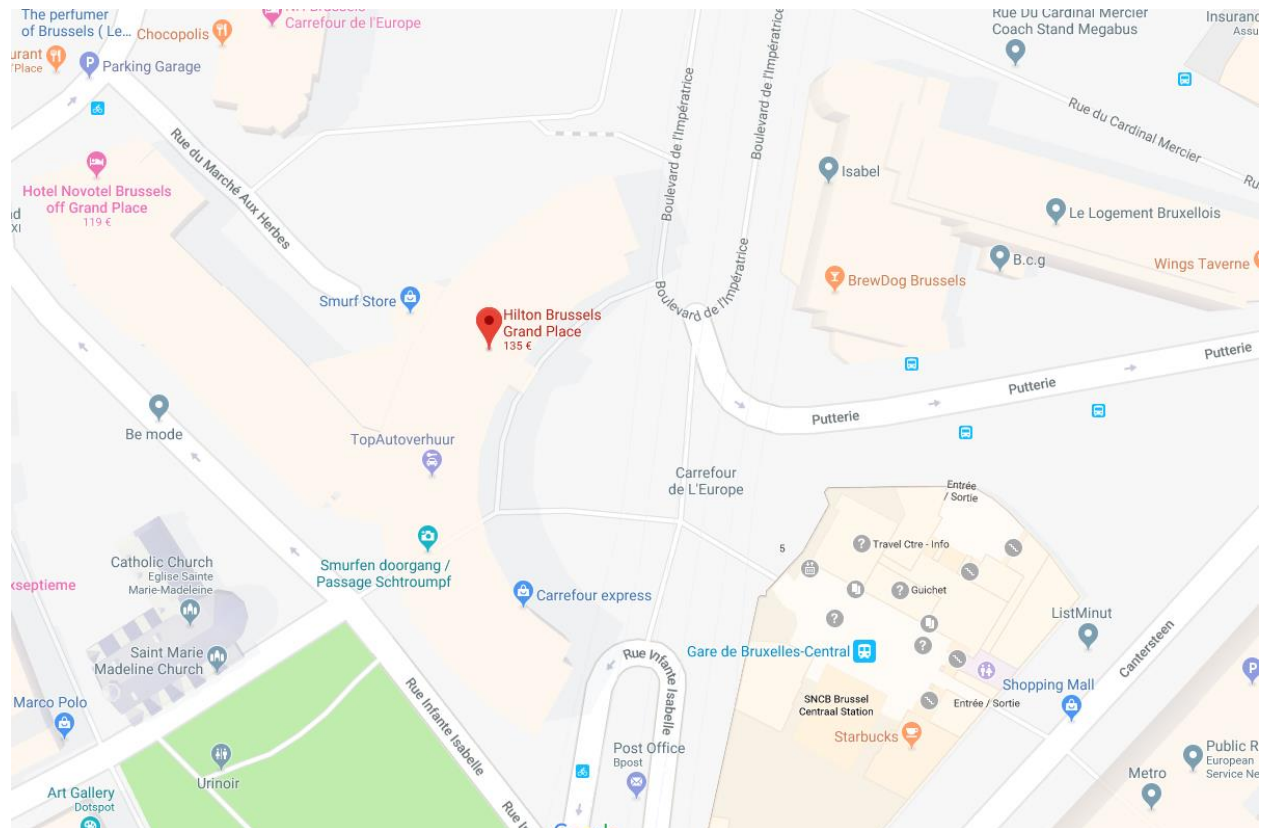 The perfumer
of Brussels ( Le...
Chocopolis
Carrefour de l'Europe
Rue Du Cardinal Mercier
Coach Stand Megabus
Parking Garage
Rue du Cardinal Mercier
Boulevard de l'Impératrice
Boulevard de l'Impératrice
Rue du Marché Aux Herbes
Isabel
Hotel Novotel Brussels
off Grand Place
119 €
Le Logement Bruxellois
B.c.g
Wings Taverne
BrewDog Brussels
Boulevard de l'Impératrice
Smurf Store
Hilton Brussels
Grand Place
135 €
Putterie
Putterie
Putterie
Be mode
TopAutoverhuur
Carrefour
de L'Europe
Entrée
/ Sortie
5
Travel Ctre - Info
Catholic Church
Eglise Sainte
Marie-Madeleine
Smurfen doorgang /
Passage Schtroumpf
Guichet
Carrefour express
ListMinut
Saint Marie
Madeline Church
Gare de Bruxelles-Central
Rue Infante Isabelle
Cantersteen
Shopping Mall
Marco Polo
SNCB Brussel
Centraal Station
Entrée / Sortie
Starbucks
Rue Infante Isabelle
Post Office
Bpost
Urinoir
Public R
European
Service Ne
Metro
Art Gallery
Dotspot